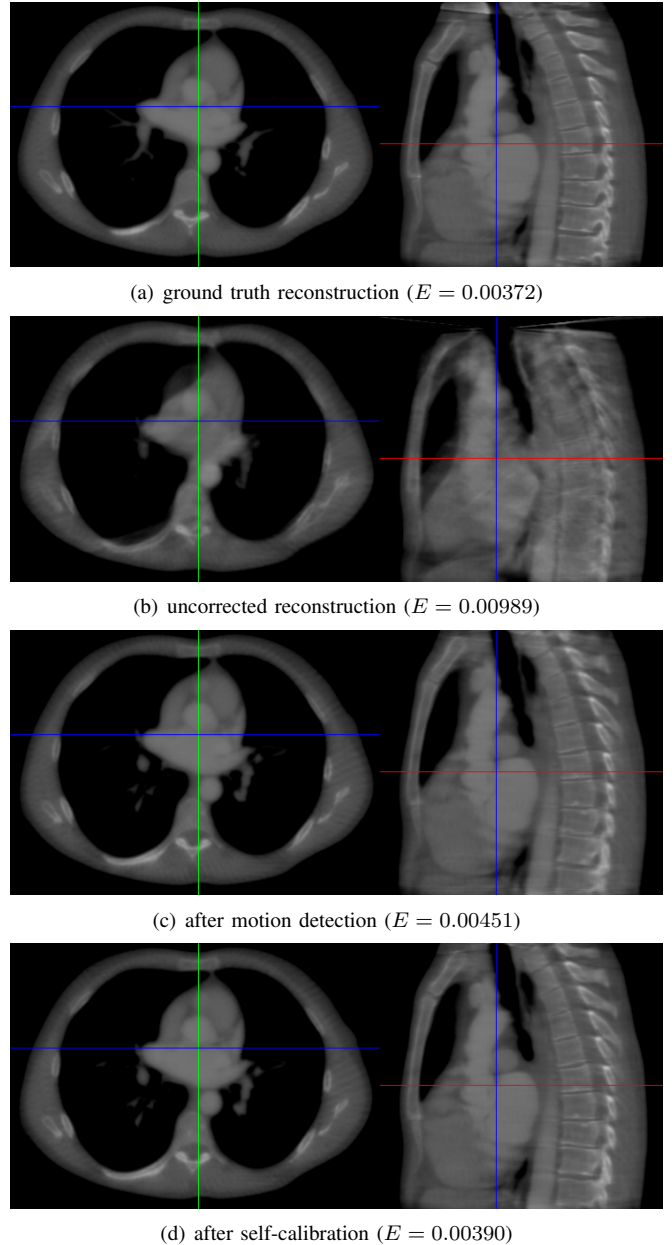 (a) ground truth reconstruction (E = 0.00372)
(b) uncorrected reconstruction (E = 0.00989)
(c) after motion detection (E = 0.00451)
(d) after self-calibration (E = 0.00390)